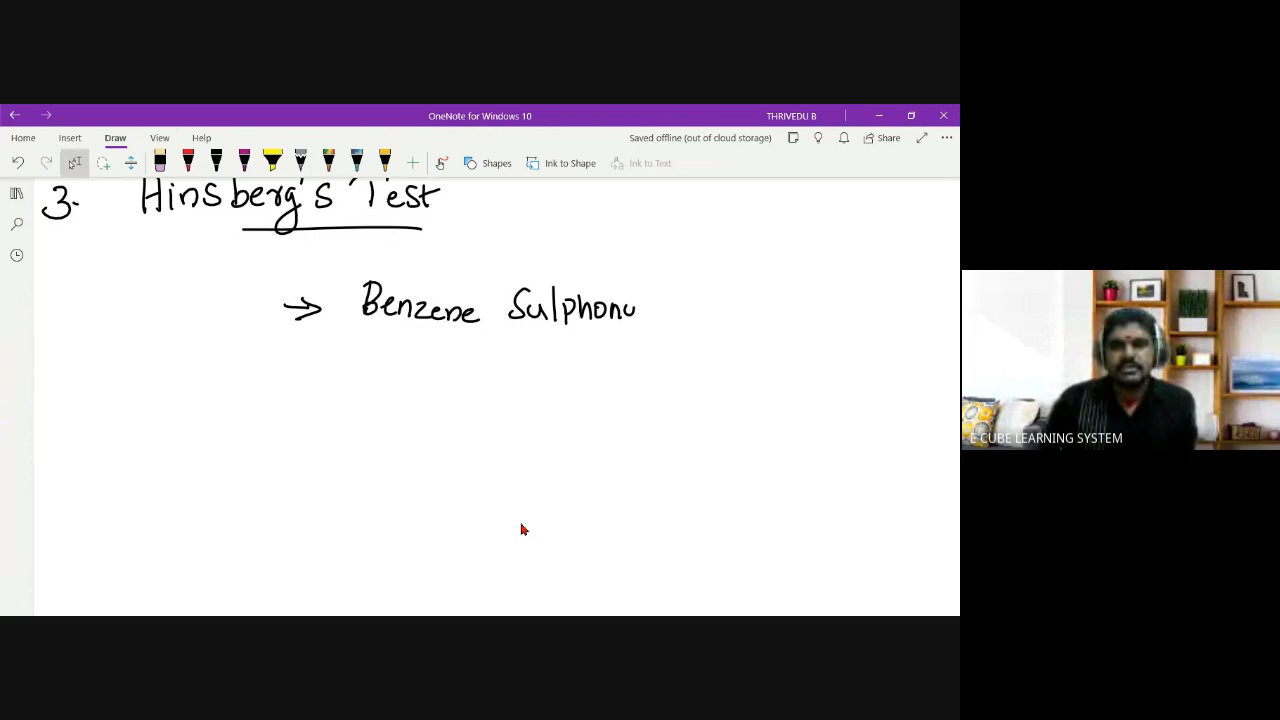 OneNote for Windows 10
THRIVEDU B
Home Insert Draw View Help
Saved offline (out of cloud storage)
Share
Shapes
Ink to Shape
Ink to Text
3. Hinsberg's Test
→ Benzene Sulphonu
E CUBE LEARNING SYSTEM